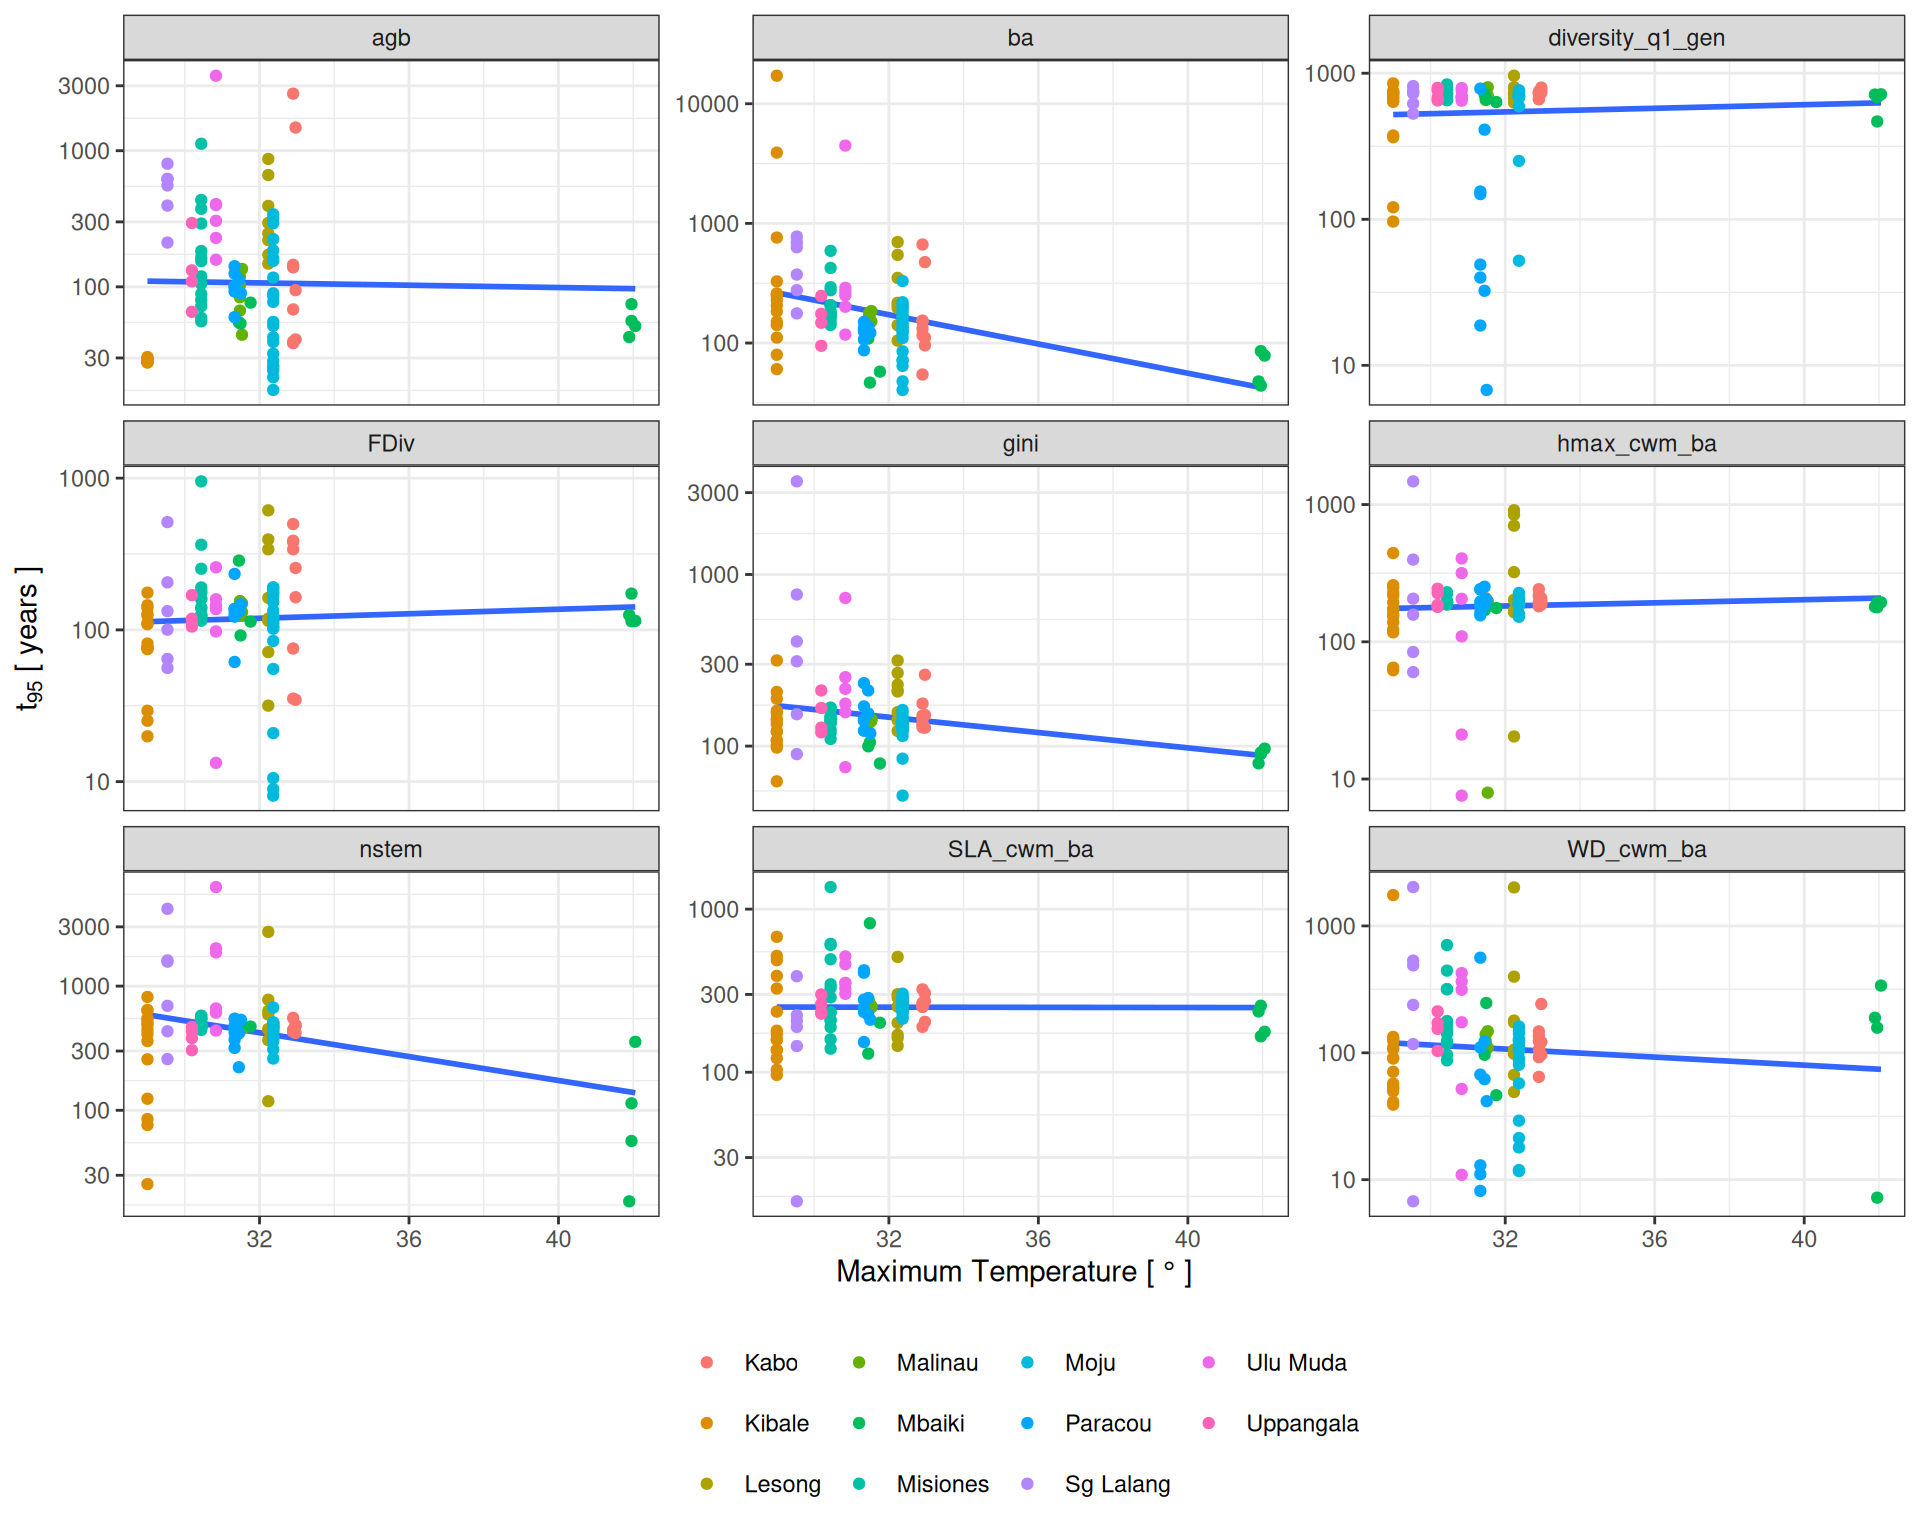 agb
ba
diversity_q1_gen
3000
1000
300
100
30
10000
1000
100
1000
100
10
FDiv
gini
hmax_cwm_ba
1000
100
10
3000
1000
300
100
1000
100
10
nstem
SLA_cwm_ba
WD_cwm_ba
3000
1000
300
100
30
1000
300
100
30
1000
100
10
32 36 40
32 36 40
32 36 40
t95 [ years ]
Maximum Temperature [ ° ]
Kabo Malinau Moju Ulu Muda
Kibale Mbaiki Paracou Uppangala
Lesong Misiones Sg Lalang